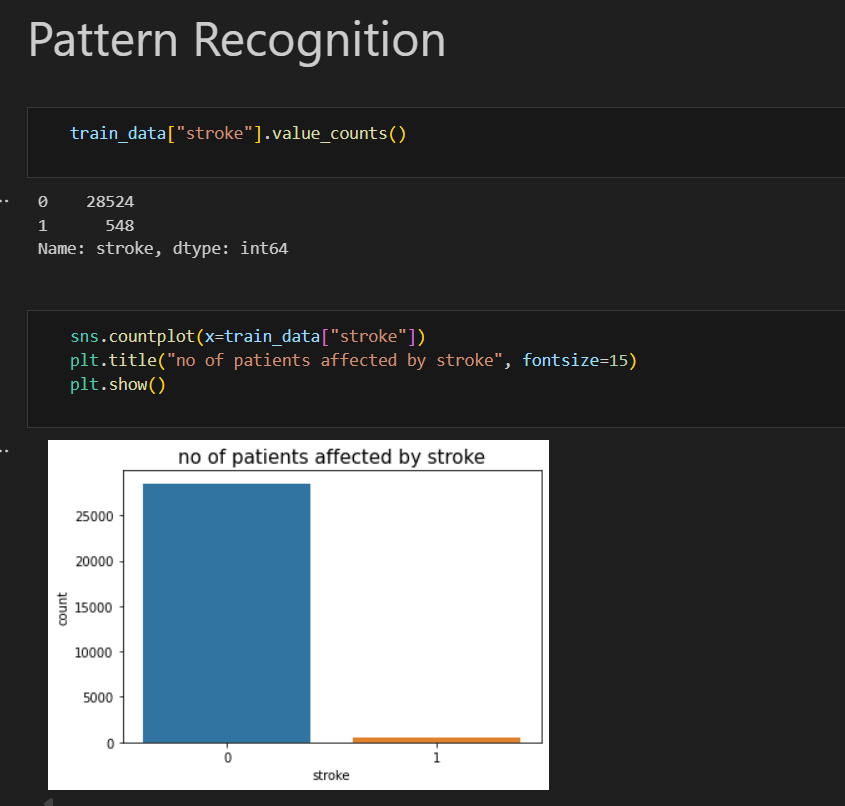 Pattern Recognition
train_data["stroke"].value_counts()
0    28524
1      548
Name: stroke, dtype: int64
sns.countplot(x=train_data["stroke"])
plt.title("no of patients affected by stroke", fontsize=15)
plt.show()
no of patients affected by stroke
25000
20000
15000
10000
5000
0
count
0 1
stroke